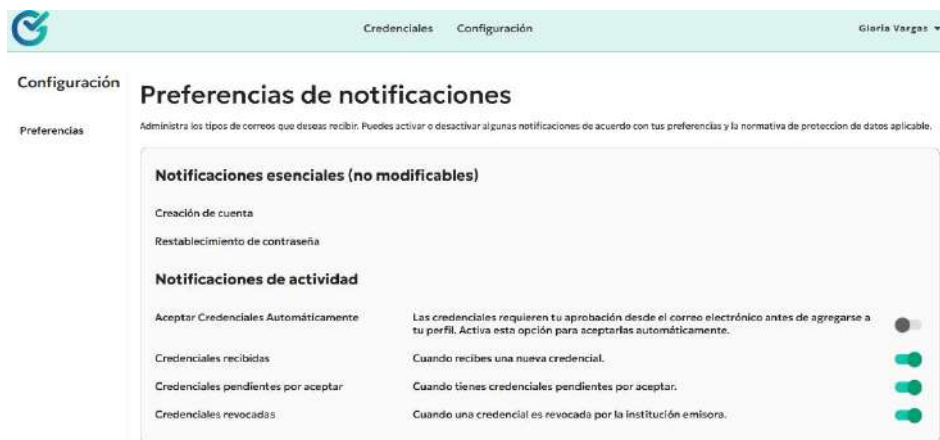 Credenciales Configuración Gloria Vargas
Configuración
Preferencias de notificaciones
Preferencias
Administra los tipos de correos que deseas recibir. Puedes activar o desactivar algunas notificaciones de acuerdo con tus preferencias y la normativa de proteccion de datos aplicable.
Notificaciones esenciales (no modificables)
Creación de cuenta
Restablecimiento de contraseña
Notificaciones de actividad
Aceptar Credenciales Automáticamente
Las credenciales requieren tu aprobación desde el correo electrónico antes de agregarse a
tu perfil. Activa esta opción para aceptarlas automáticamente.
Credenciales recibidas Cuando recibes una nueva credencial.
Credenciales pendientes por aceptar Cuando tienes credenciales pendientes por aceptar.
Credenciales revocadas Cuando una credencial es revocada por la institución emisora.